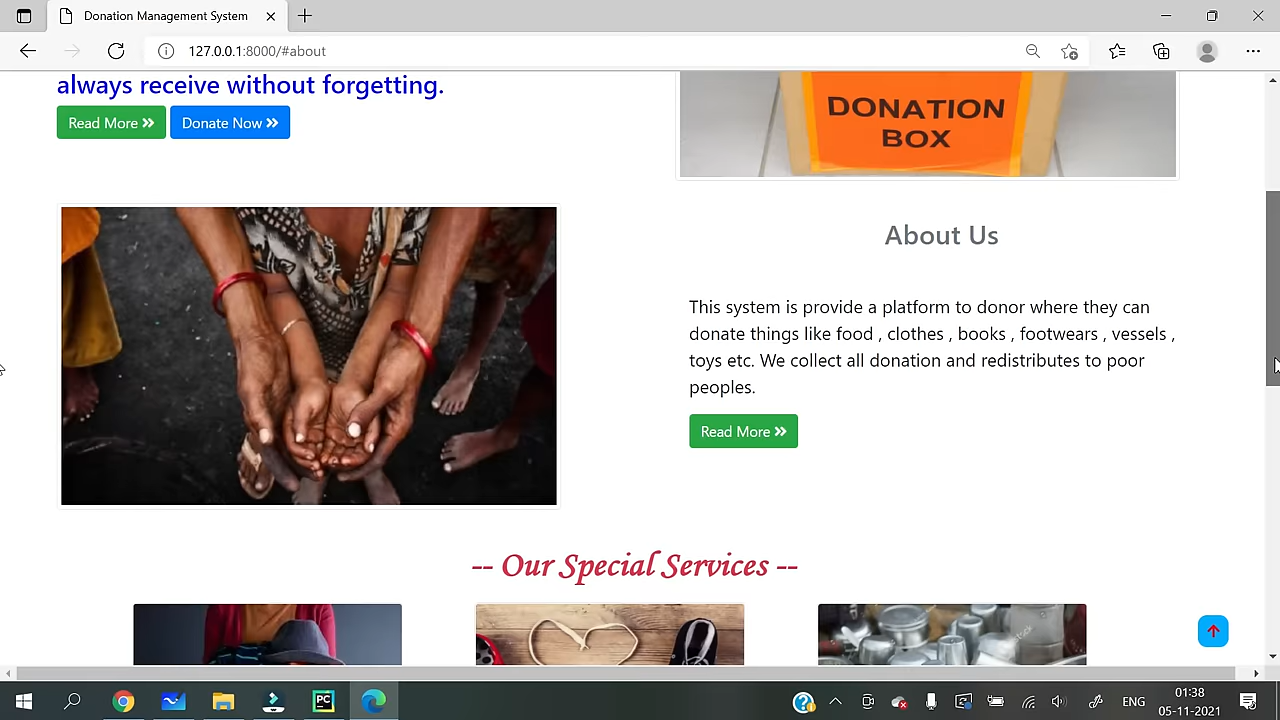 Donation Management System
127.0.0.1:8000/#about
always receive without forgetting.
Read More
Donate Now
DONATION
BOX
About Us
This system is provide a platform to donor where they can
donate things like food , clothes , books , footwears , vessels ,
toys etc. We collect all donation and redistributes to poor
peoples.
Read More
-- Our Special Services --
PC
ENG
01:38
05-11-2021